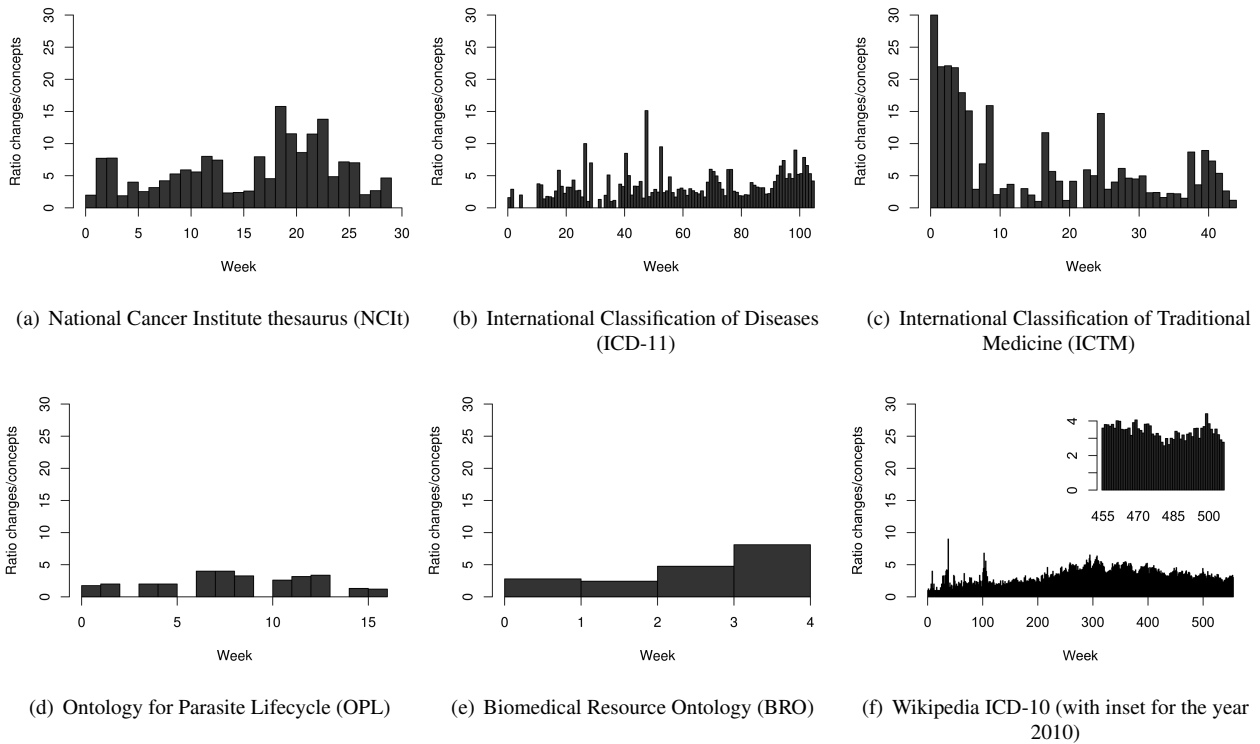 Ratio changes/concepts
0 5 10 15 20 25 30
0 5 10 15 20 25 30
Week
(a) National Cancer Institute thesaurus (NCIt)
Ratio changes/concepts
0 5 10 15 20 25 30
0 20 40 60 80 100
Week
(b) International Classification of Diseases
(ICD-11)
Ratio changes/concepts
0 5 10 15 20 25 30
0 10 20 30 40
Week
(c) International Classification of Traditional
Medicine (ICTM)
Ratio changes/concepts
0 5 10 15 20 25 30
0 5 10 15
Week
(d) Ontology for Parasite Lifecycle (OPL)
Ratio changes/concepts
0 5 10 15 20 25 30
0 1 2 3 4
Week
(e) Biomedical Resource Ontology (BRO)
Ratio changes/concepts
0 5 10 15 20 25 30
0 2 4
455 470 485 500
0 100 200 300 400 500
Week
(f) Wikipedia ICD-10 (with inset for the year
2010)